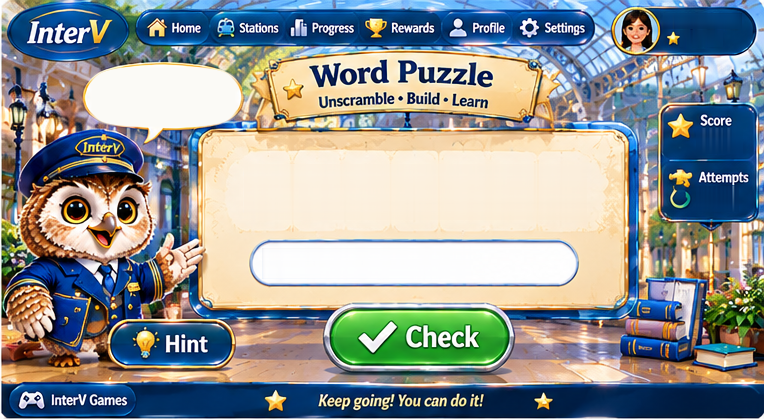 InterV
Home
Stations
Progress
Rewards
Profile
Settings
Word Puzzle
Unscramble • Build • Learn
InterV
Score
Attempts
Hint
Check
InterV Games
Keep going! You can do it!